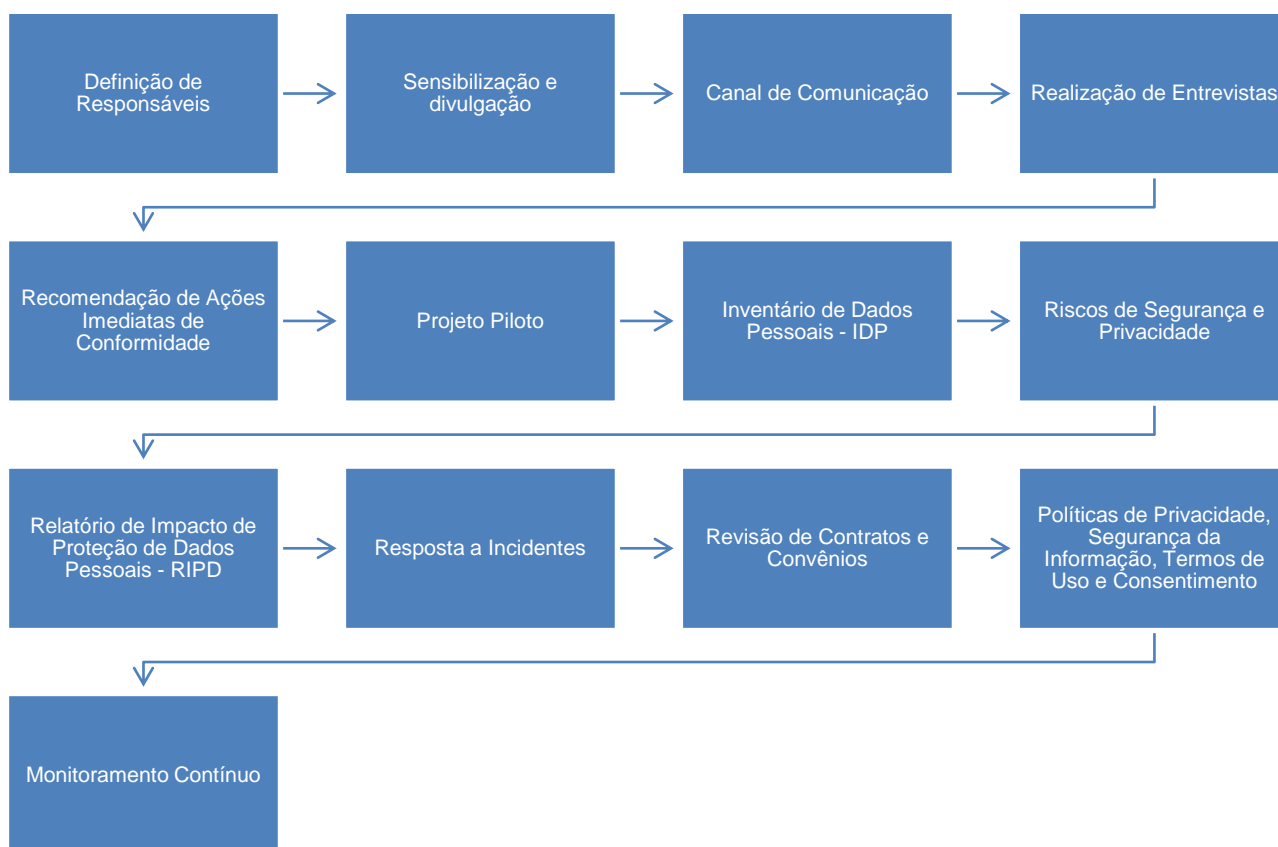 Definição de
Responsáveis
Sensibilização e
divulgação
Canal de Comunicação
Realização de Entrevistas
Recomendação de Ações
Imediatas de
Conformidade
Projeto Piloto
Inventário de Dados
Pessoais - IDP
Riscos de Segurança e
Privacidade
Relatório de Impacto de
Proteção de Dados
Pessoais - RIPD
Resposta a Incidentes
Revisão de Contratos e
Convênios
Políticas de Privacidade,
Segurança da
Informação, Termos de
Uso e Consentimento
Monitoramento Contínuo